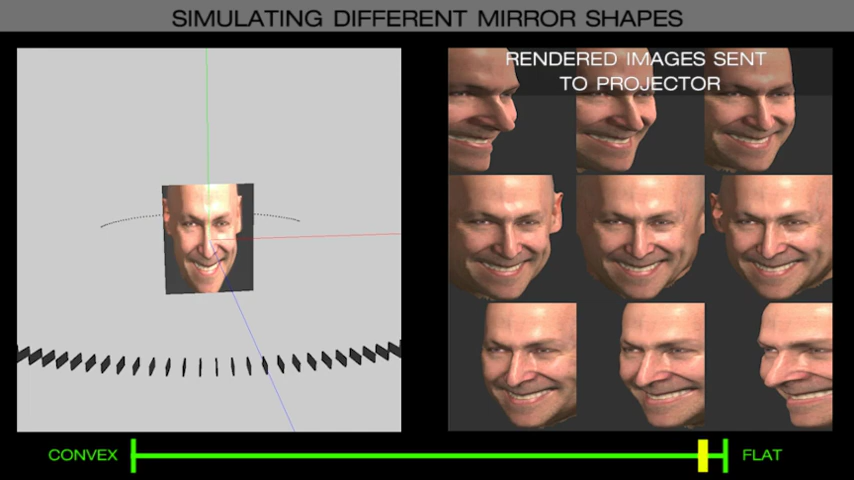 SIMULATING DIFFERENT MIRROR SHAPES
RENDERED IMAGES SENT
TO PROJECTOR
CONVEX
FLAT